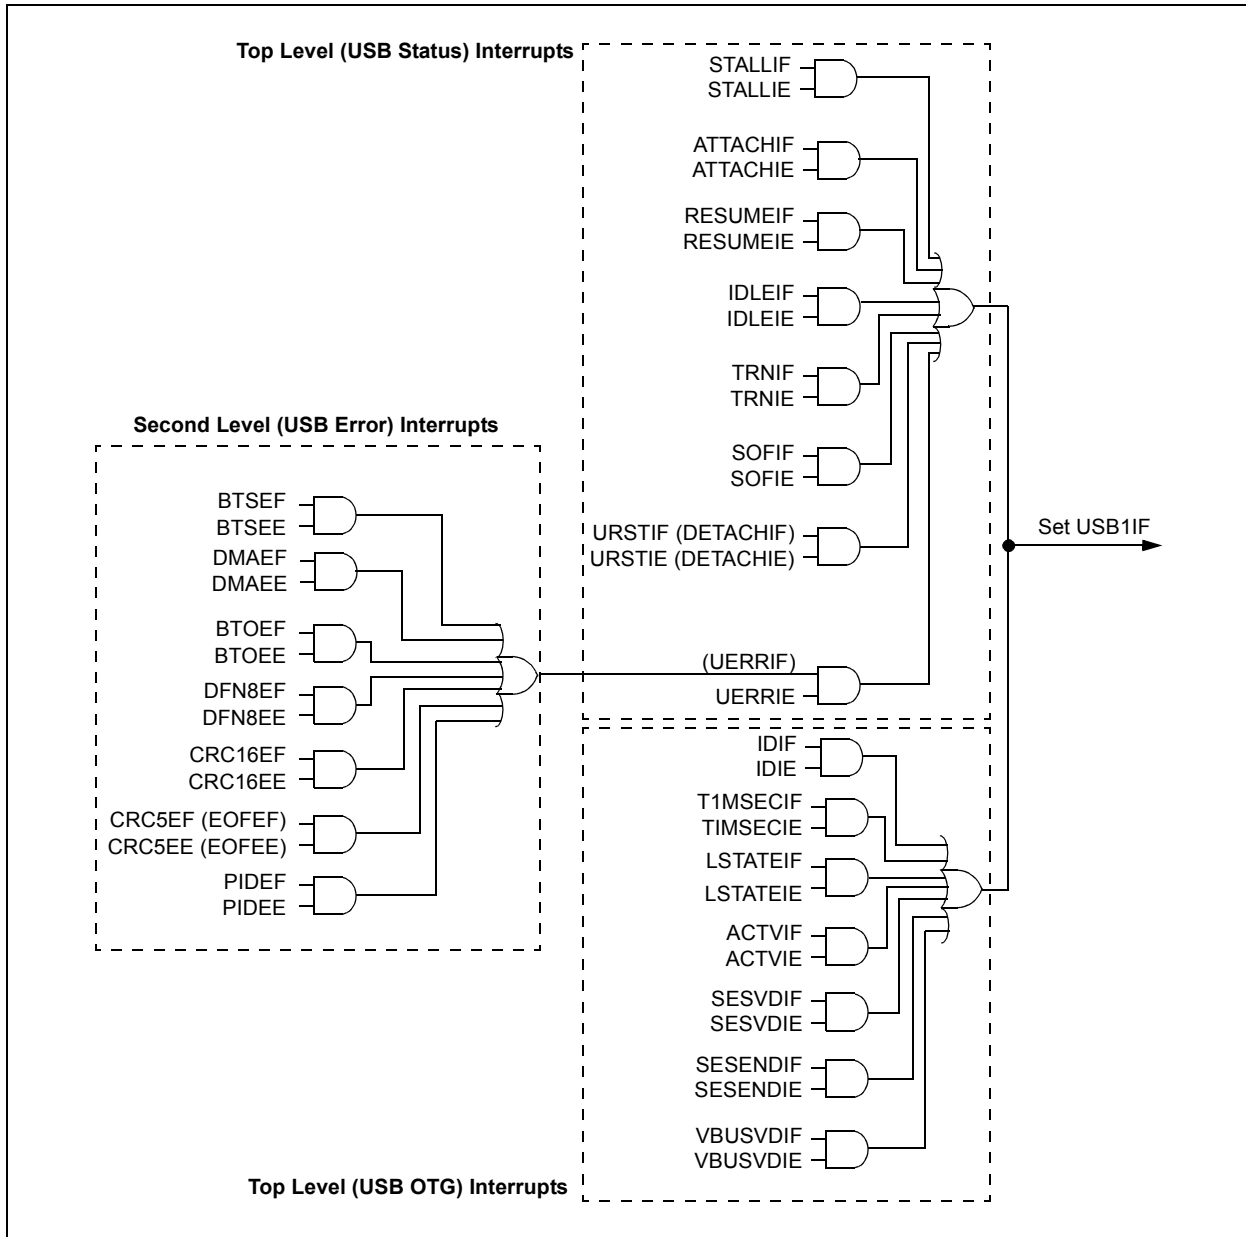 Top Level (USB Status) Interrupts
STALLIF
STALLIE
ATTACHIF
ATTACHIE
RESUMEIF
RESUMEIE
IDLEIF
IDLEIE
TRNIF
TRNIE
SOFIF
SOFIE
URSTIF (DETACHIF)
URSTIE (DETACHIE)
(UERRIF)
UERRIE
Second Level (USB Error) Interrupts
BTSEF
BTSEE
DMAEF
DMAEE
BTOEF
BTOEE
DFN8EF
DFN8EE
CRC16EF
CRC16EE
CRC5EF (EOFEF)
CRC5EE (EOFEE)
PIDEF
PIDEE
Set USB1IF
IDIF
IDIE
T1MSECIF
TIMSECIE
LSTATEIF
LSTATEIE
ACTVIF
ACTVIE
SESVDIF
SESVDIE
SESENDIF
SESENDIE
VBUSVDIF
VBUSVDIE
Top Level (USB OTG) Interrupts